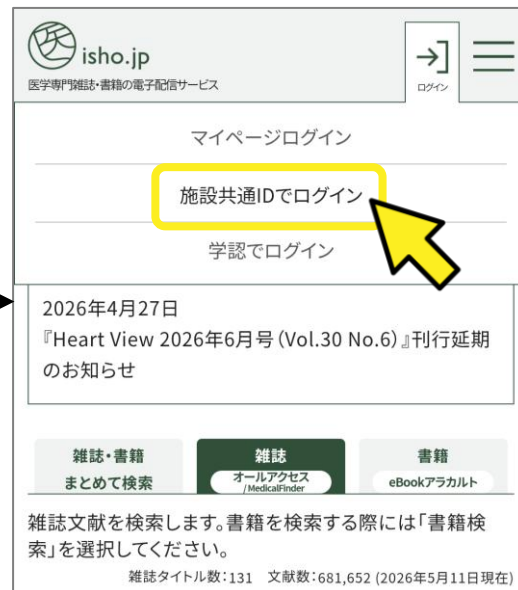 医 isho.jp
医学専門雑誌・書籍の電子配信サービス
ログイン
マイページログイン
施設共通IDでログイン
学認でログイン
2026年4月27日
『Heart View 2026年6月号（Vol.30 No.6）』刊行延期
のお知らせ
雑誌・書籍
まとめて検索
雑誌
オールアクセス
/MedicalFinder
書籍
eBookアラカルト
雑誌文献を検索します。書籍を検索する際には「書籍検
索」を選択してください。
雑誌タイトル数：131 文献数：681,652 (2026年5月11日現在)